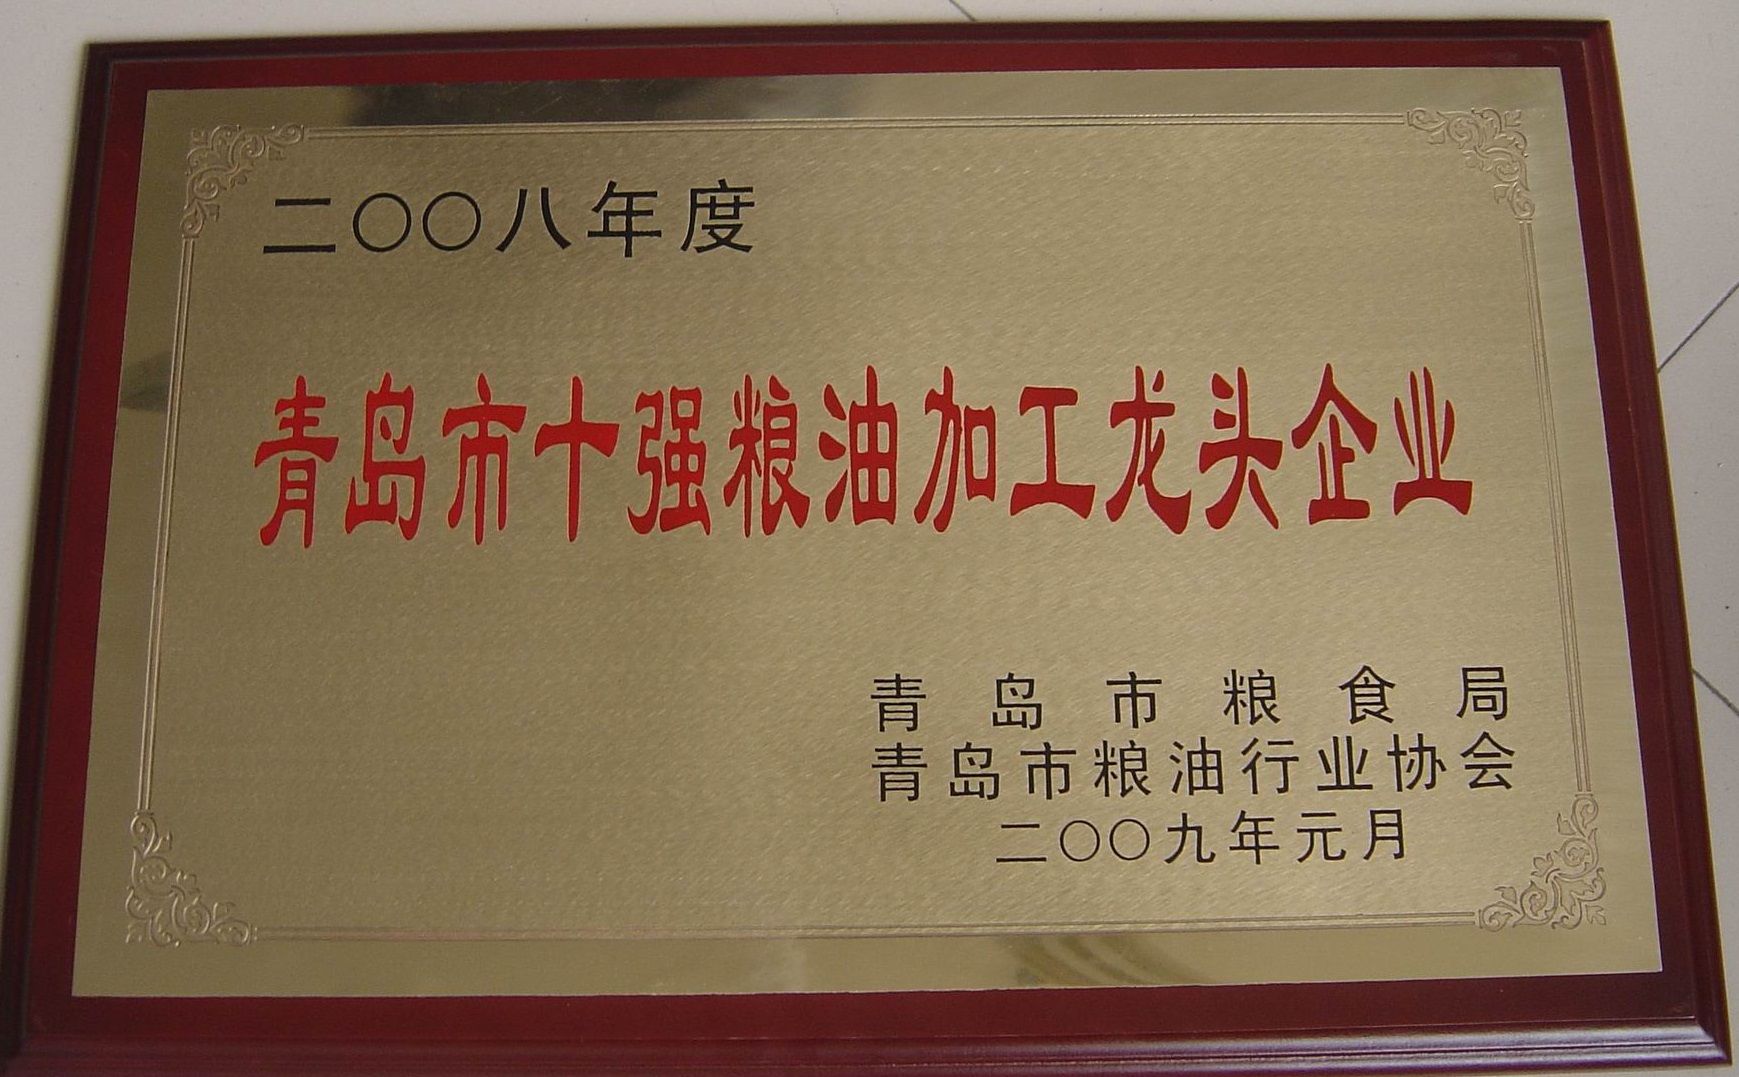 二〇〇八年度
青岛市十强粮油加工龙头企业
青岛市粮食局
青岛市粮油行业协会
二〇〇九年元月